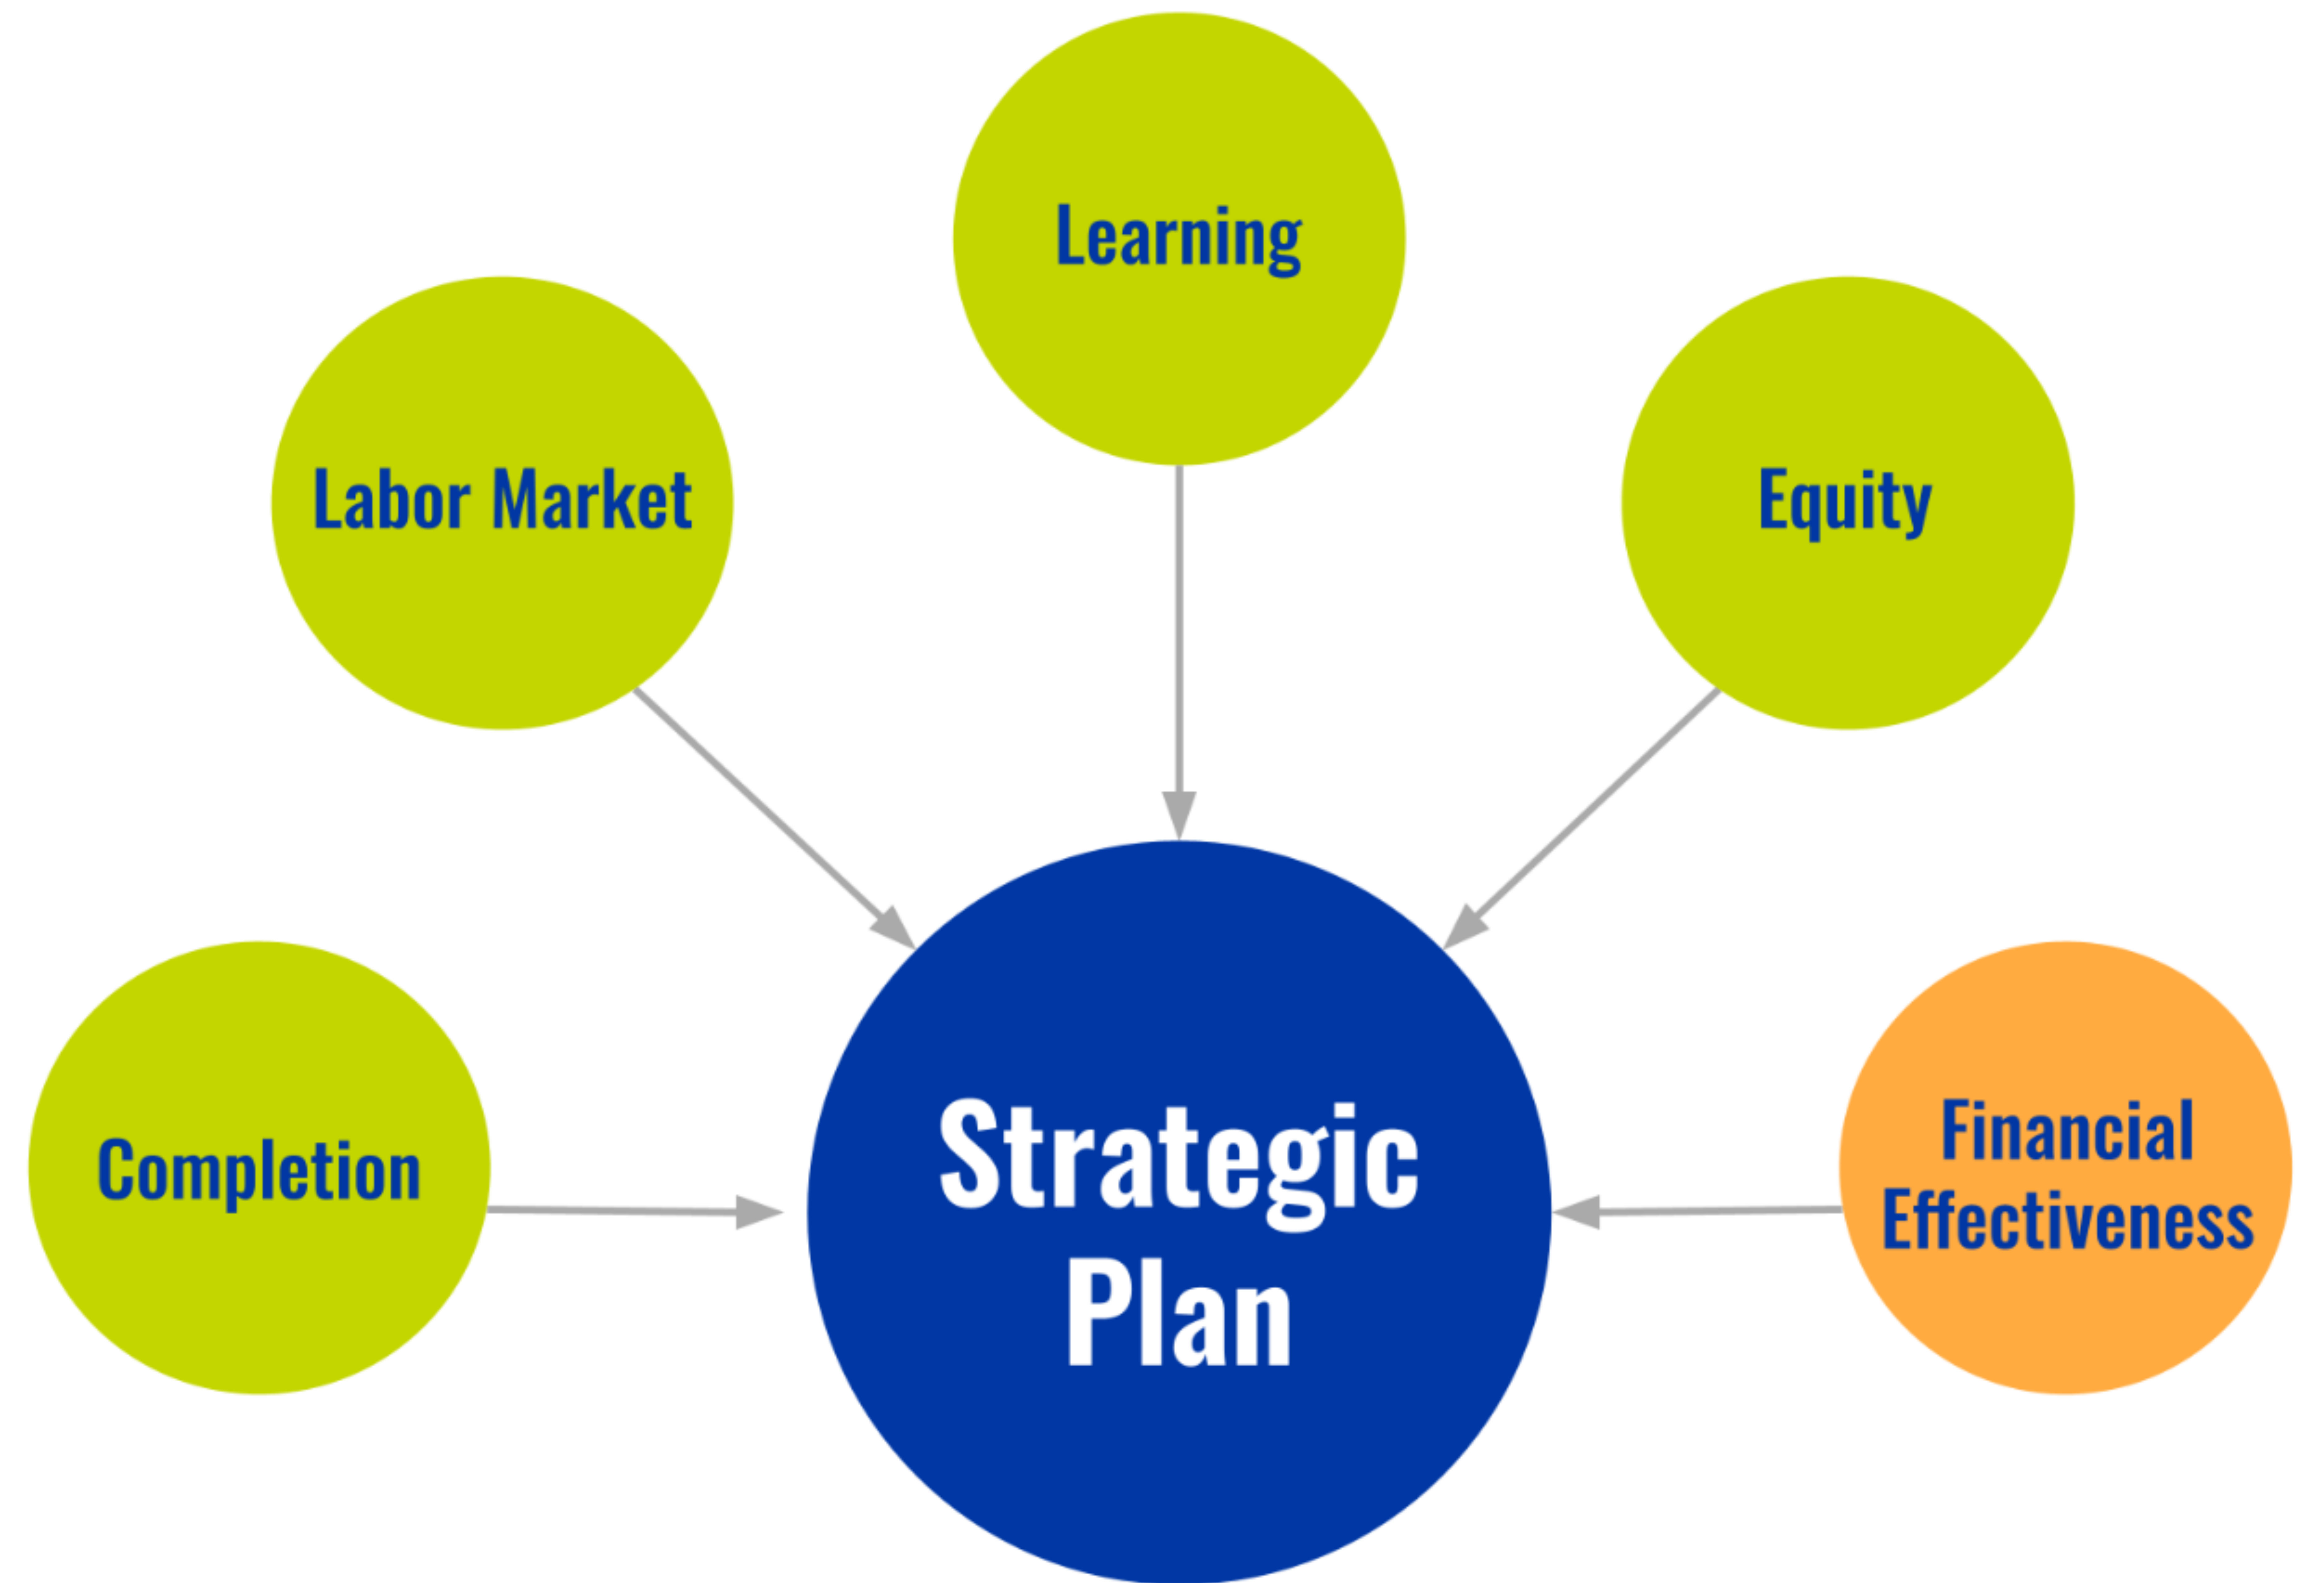 Learning
Labor Market
Equity
Completion
Strategic
Plan
Financial
Effectiveness